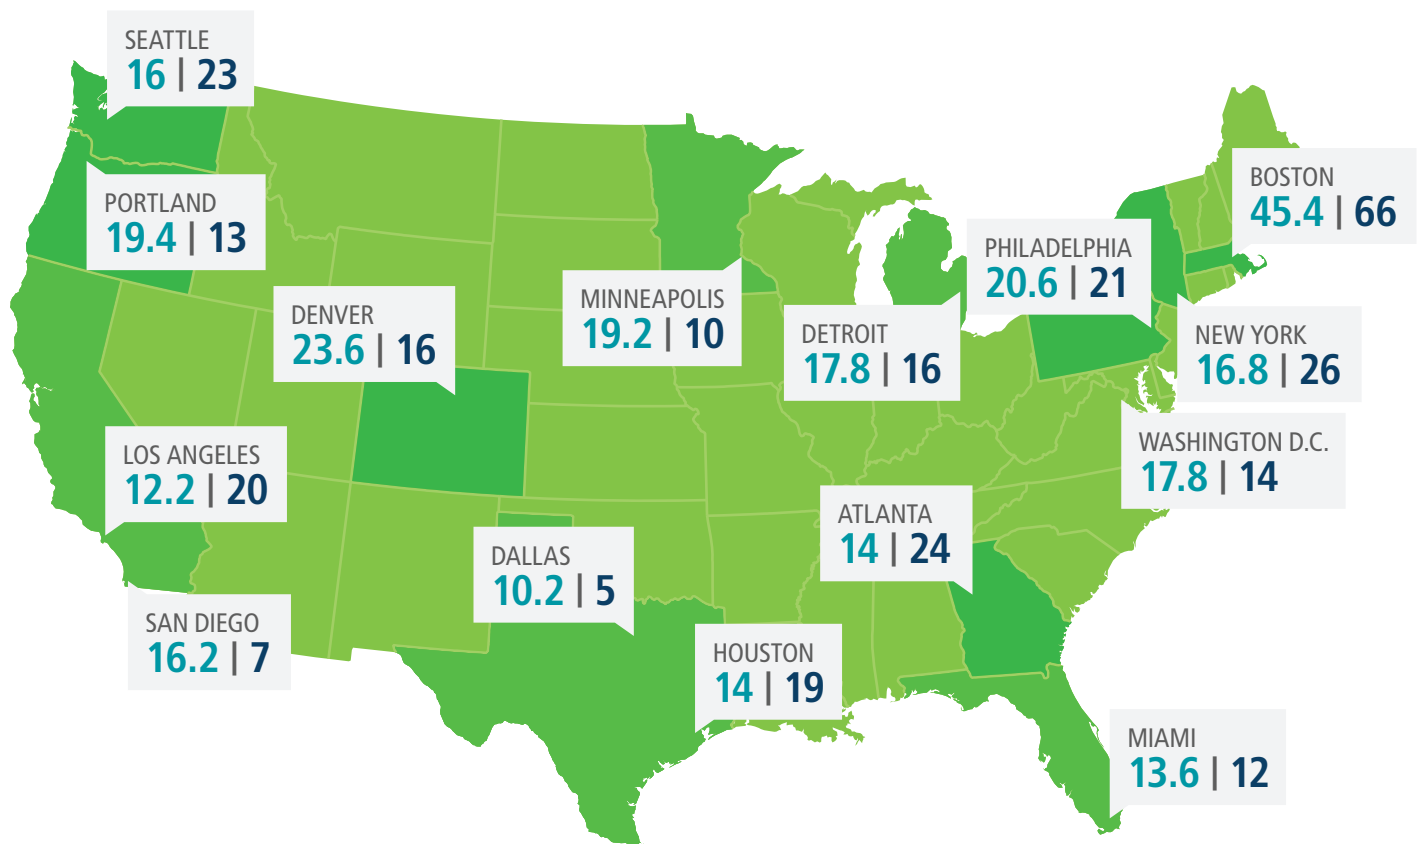 SEATTLE
16 | 23
PORTLAND
19.4 | 13
BOSTON
45.4 | 66
PHILADELPHIA
20.6 | 21
MINNEAPOLIS
19.2 | 10
DENVER
23.6 | 16
DETROIT
17.8 | 16
NEW YORK
16.8 | 26
LOS ANGELES
12.2 | 20
WASHINGTON D.C.
17.8 | 14
ATLANTA
14 | 24
DALLAS
10.2 | 5
SAN DIEGO
16.2 | 7
HOUSTON
14 | 19
MIAMI
13.6 | 12